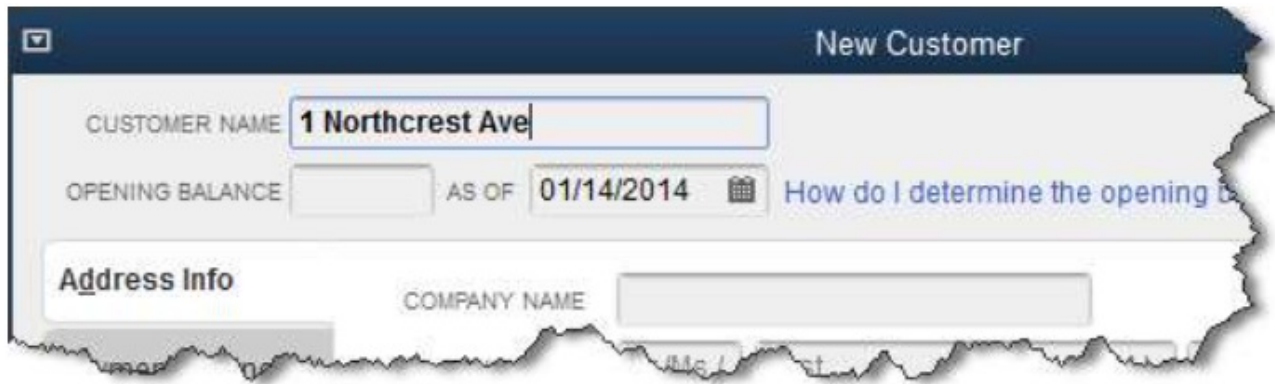 New Customer
CUSTOMER NAME 1 Northcrest Ave
OPENING BALANCE AS OF 01/14/2014 How do I determine the opening
Address Info
COMPANY NAME